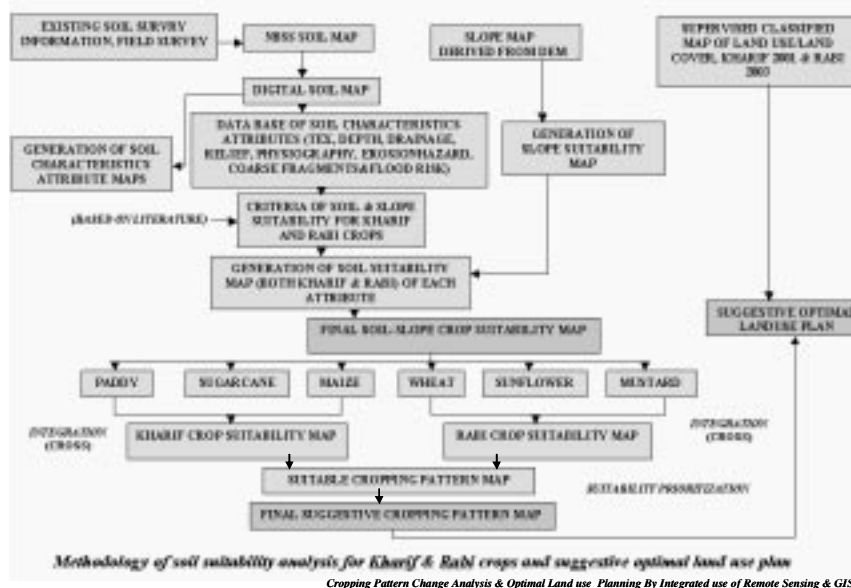 EXISTING SOIL SURVRY
INFORMATION, FIELD SURVEY
NBSS SOIL MAP
SLOPE MAP
DERIVED FROM DEM
SUPERVISED CLASSIFIED
MAP OF LAND USE/LAND
COVER, KHARIF 2001 & RABI
2003
DIGITAL SOIL MAP
GENERATION OF SOIL
CHARACTERISTICS
ATTRIBUTE MAPS
DATA BASE OF SOIL CHARACTERISTICS
ATTRIBUTES (TEX, DEPTH, DRAINAGE,
RELIEF, PHYSIOGRAPHY, EROSIONHAZARD,
COARSE FRAGMENTS&FLOOD RISK)
GENERATION OF
SLOPE SUITABILITY
MAP
(BASED ON LITERATURE)
CRITERIA OF SOIL & SLOPE
SUITABILITY FOR KHARIF
AND RABI CROPS
GENERATION OF SOIL SUITABILITY
MAP (BOTH KHARIF & RABI) OF EACH
ATTRIBUTE
SUGGESTIVE OPTIMAL
LANDUSE PLAN
FINAL SOIL-SLOPE CROP SUITABILITY MAP
PADDY
SUGARCANE
MAIZE
WHEAT
SUNFLOWER
MUSTARD
INTEGRATION
(CROSS)
KHARIF CROP SUITABILITY MAP
RABI CROP SUITABILITY MAP
INTEGRATION
(CROSS)
SUITABLE CROPPING PATTERN MAP
SUITABILITY PRIORITIZATION
FINAL SUGGESTIVE CROPPING PATTERN MAP
Methodology of soil suitability analysis for Kharif & Rabi crops and suggestive optimal land use plan
Cropping Pattern Change Analysis & Optimal Land use Planning By Integrated use of Remote Sensing & GIS